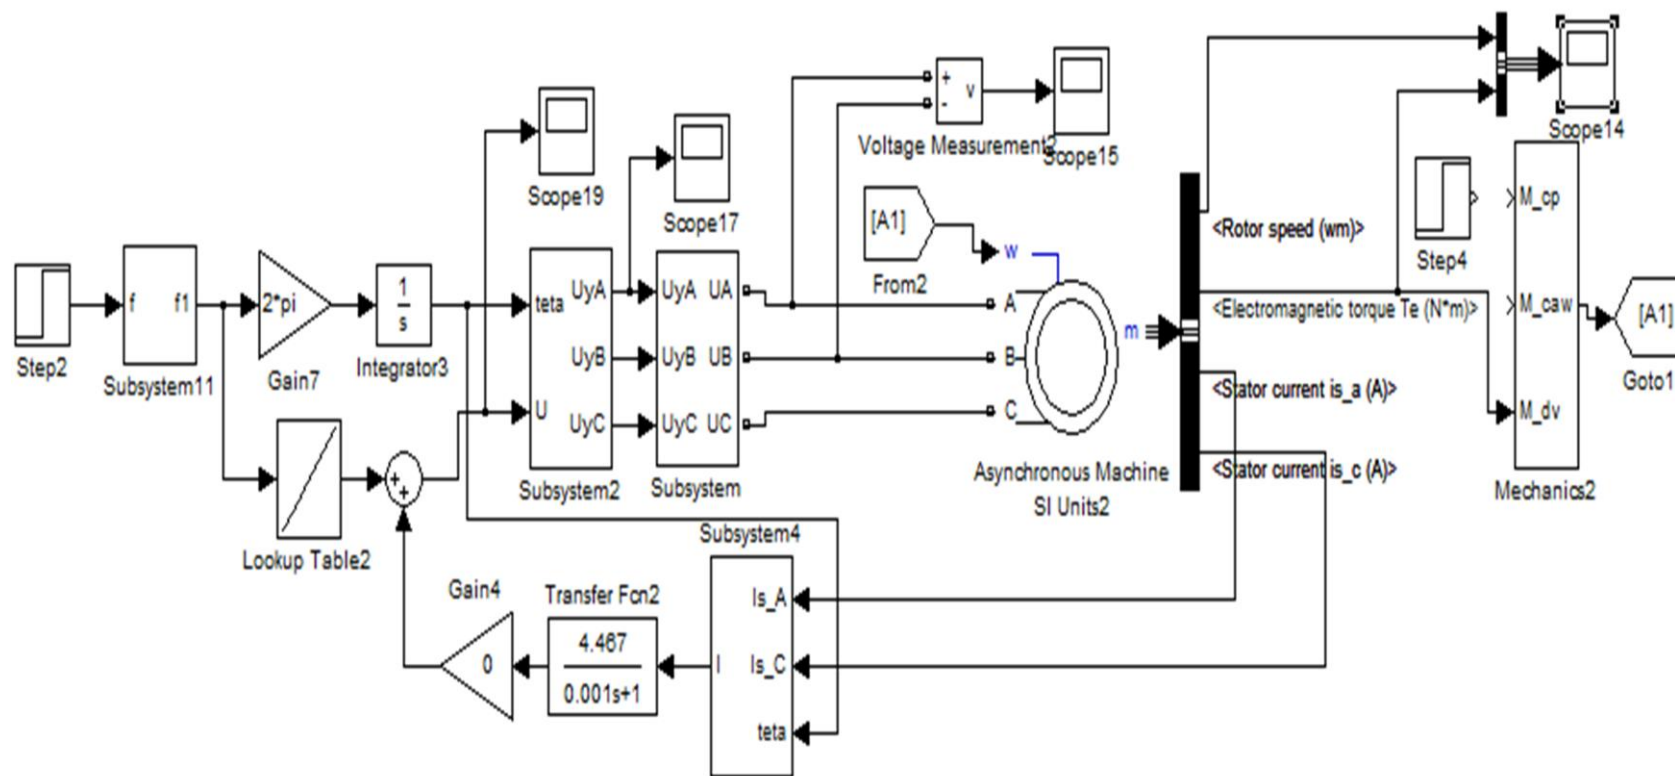 Scope14
+
-
v
Voltage Measurement2
Scope15
Scope19
Scope17
[A1]
From2
w
<Rotor speed (wm)>
Step4
M_cp
M_caw
M_dv
Mechanics2
[A1]
Goto1
Step2
f
f1
Subsystem11
2*pi
Gain7
1
s
Integrator3
teta
U
UyA
UyB
UyC
Subsystem2
UyA
UyB
UyC
UA
UB
UC
Subsystem
A
B
C
m
Asynchronous Machine
SI Units2
<Electromagnetic torque Te (N*m)>
<Stator current is_a (A)>
<Stator current is_c (A)>
Lookup Table2
+
+
Gain4
0
Transfer Fcn2
4.467
0.001s+1
Subsystem4
I
Is_A
Is_C
teta